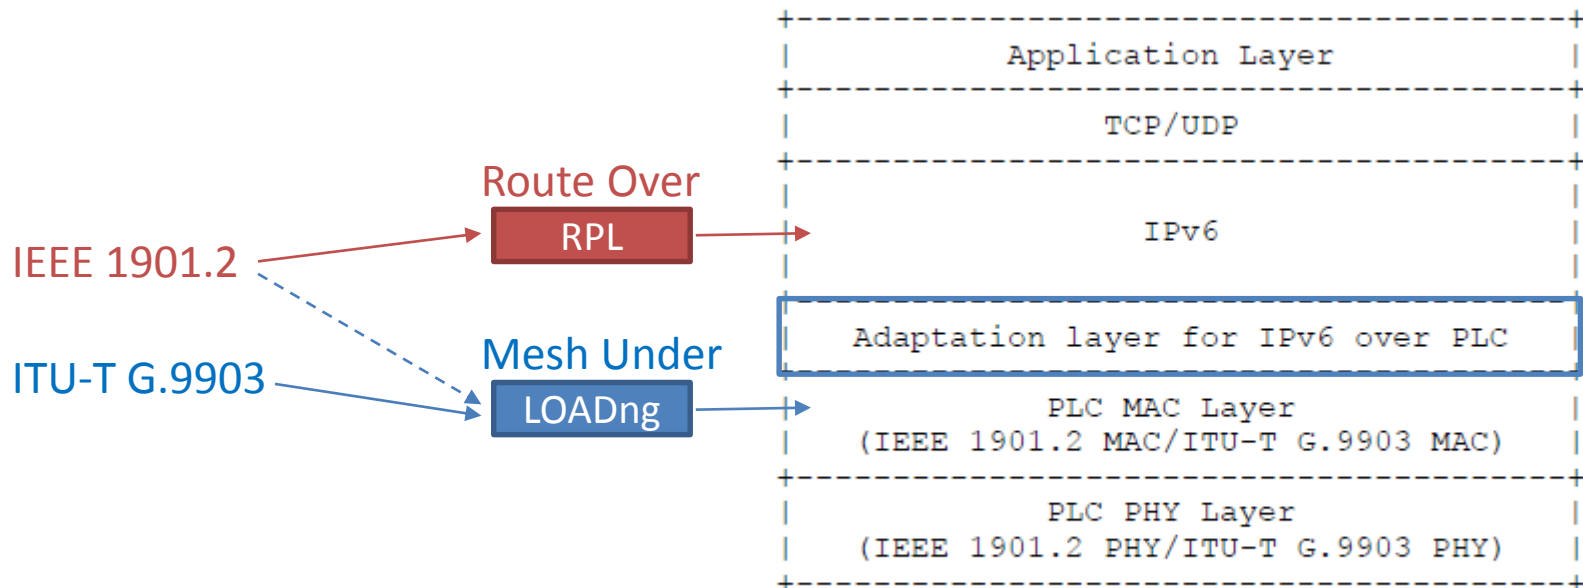 IEEE 1901.2
ITU-T G.9903
Route Over
RPL
Mesh Under
LOADng
Application Layer
TCP/UDP
IPv6
Adaptation layer for IPv6 over PLC
PLC MAC Layer
(IEEE 1901.2 MAC/ITU-T G.9903 MAC)
PLC PHY Layer
(IEEE 1901.2 PHY/ITU-T G.9903 PHY)